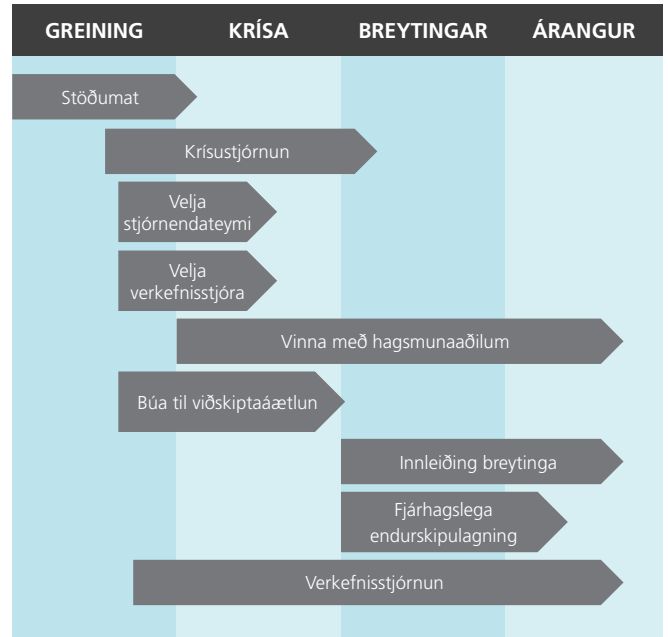 GREINING KRÍSA BREYTINGAR ÁRANGUR
Stöðumat
Krísustjórnun
Velja
stjórnendateymi
Velja
verkefnisstjóra
Vinna með hagsmunaaðilum
Búa til viðskiptaáætlun
Innleiðing breytinga
Fjárhagslega
endurskipulagning
Verkefnisstjórnun